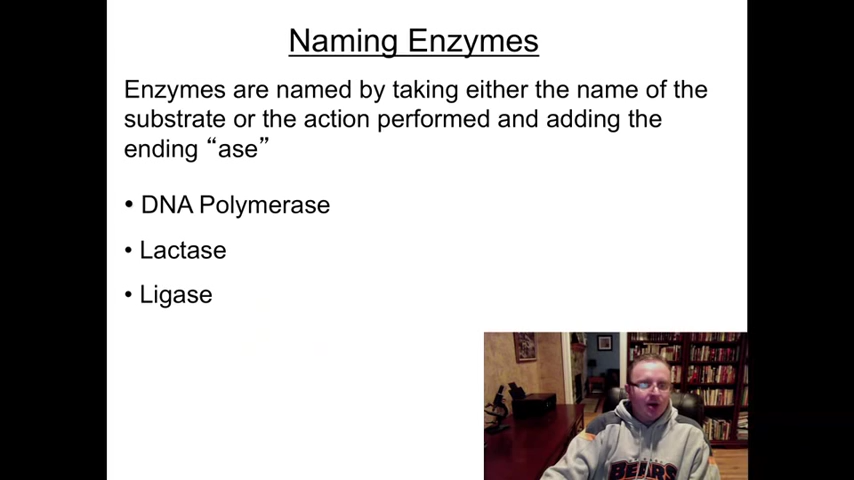 Naming Enzymes
Enzymes are named by taking either the name of the
substrate or the action performed and adding the
ending “ase”
• DNA Polymerase
• Lactase
• Ligase
BEARS